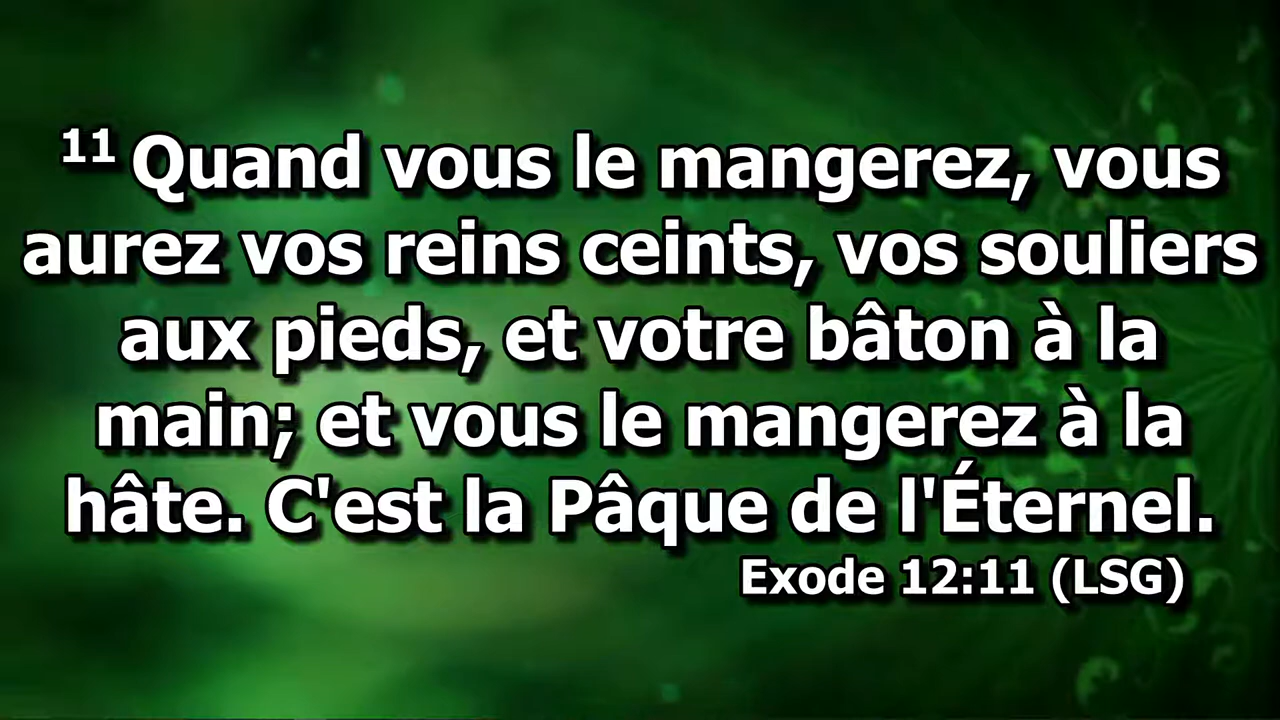 11 Quand vous le mangerez, vous
aurez vos reins ceints, vos souliers
aux pieds, et votre bâton à la
main; et vous le mangerez à la
hâte. C'est la Pâque de l'Éternel.
Exode 12:11 (LSG)